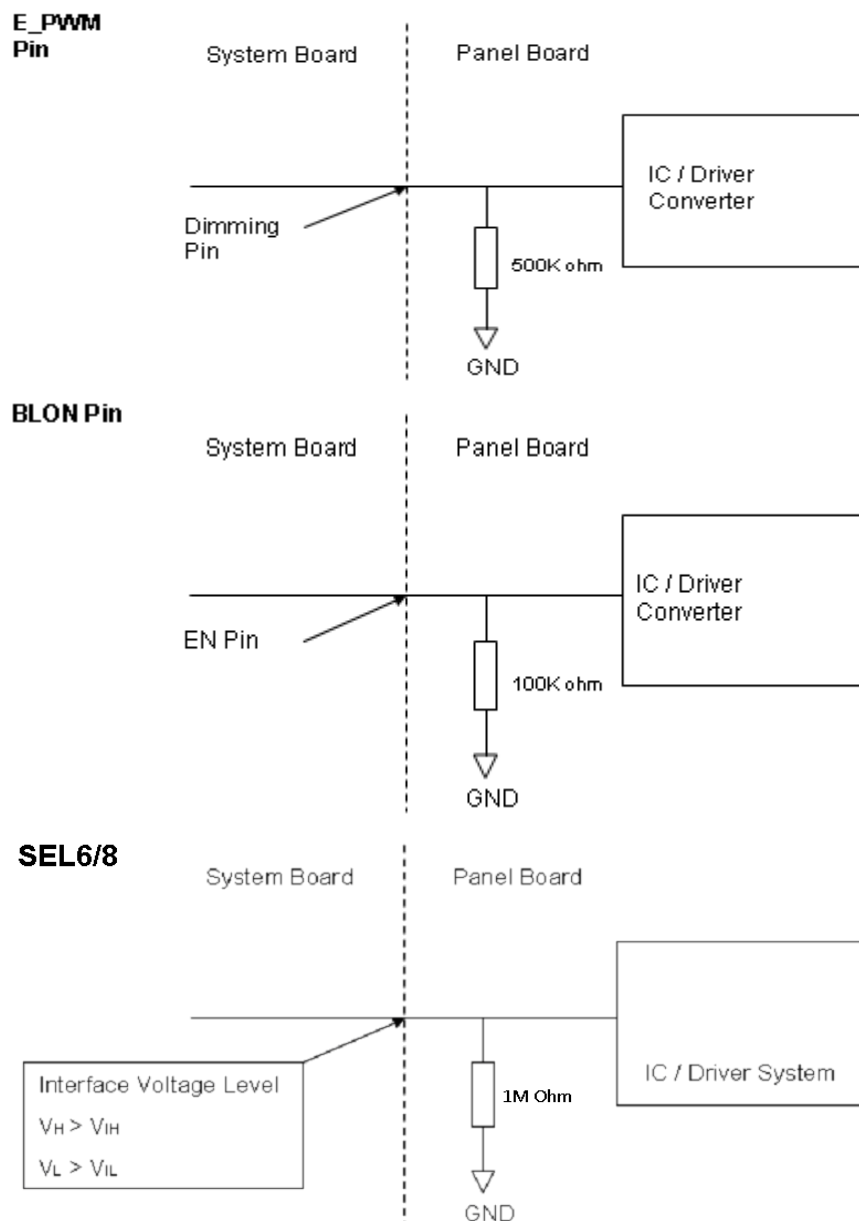 E_PWM
Pin
System Board
Panel Board
IC / Driver
Converter
Dimming
Pin
500K ohm
GND
BLON Pin
System Board
Panel Board
IC / Driver
Converter
EN Pin
100K ohm
GND
SEL6/8
System Board
Panel Board
Interface Voltage Level
VH > VIH
VL > VIL
1M Ohm
IC / Driver System
GND